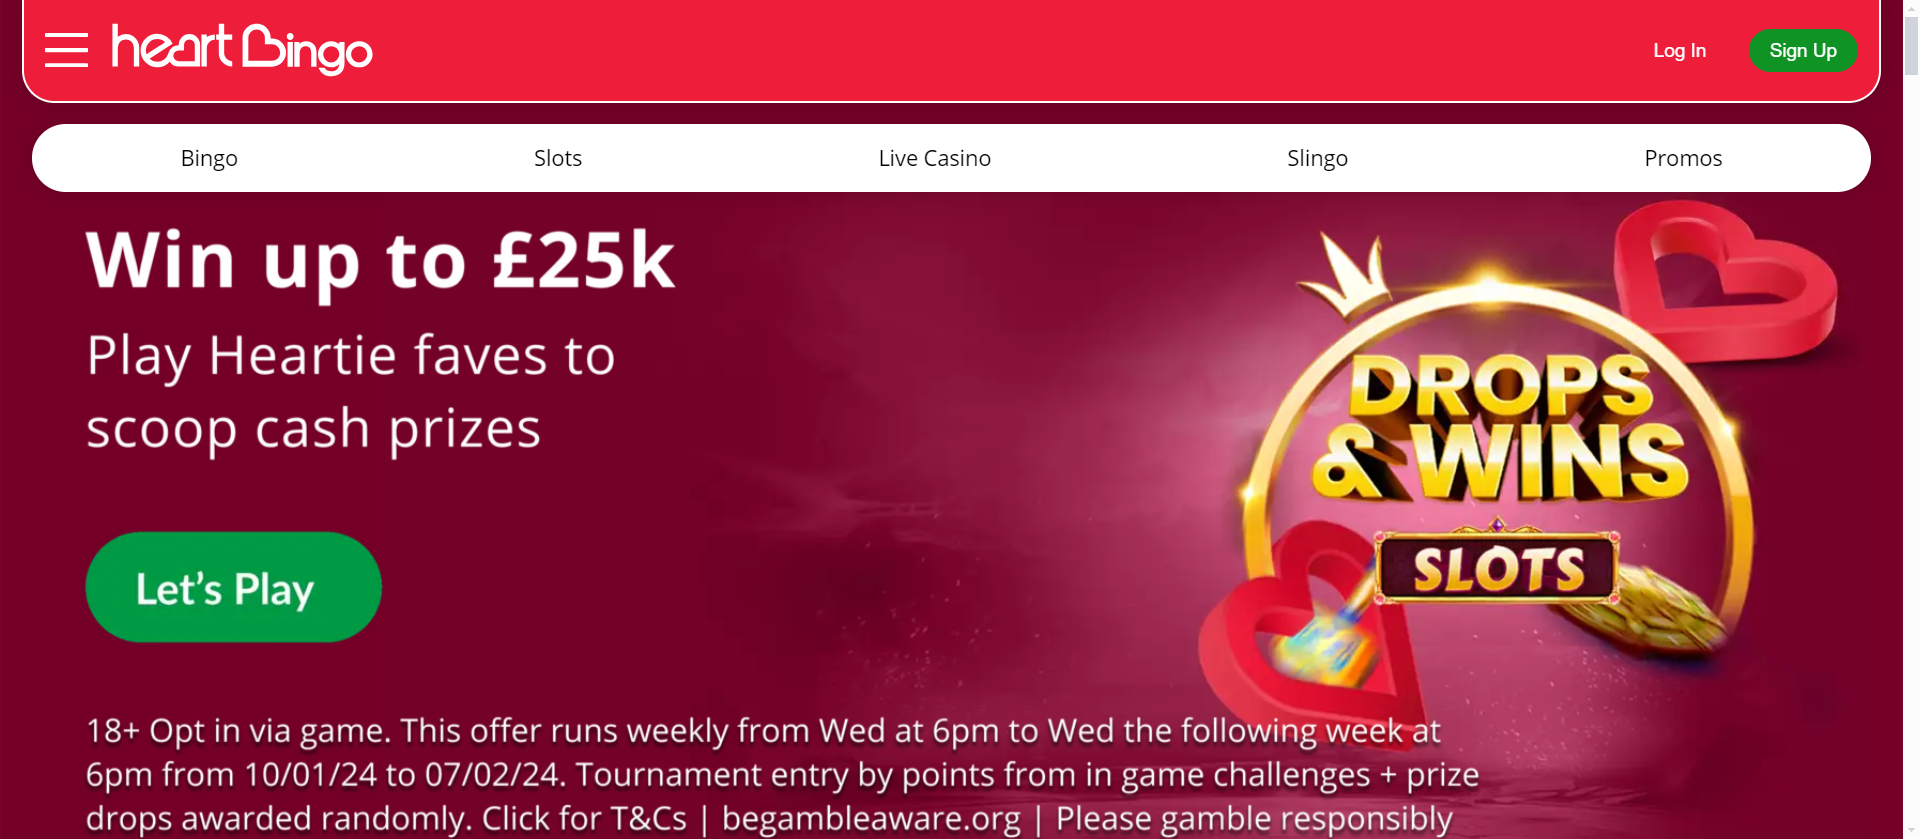 heart Bingo
Log In
Sign Up
Bingo
Slots
Live Casino
Slingo
Promos
Win up to £25k
Play Heartie faves to
scoop cash prizes
Let's Play
DROPS
& WINS
SLOTS
18+ Opt in via game. This offer runs weekly from Wed at 6pm to Wed the following week at
6pm from 10/01/24 to 07/02/24. Tournament entry by points from in game challenges + prize
drops awarded randomly. Click for T&Cs | begambleaware.org | Please gamble responsibly